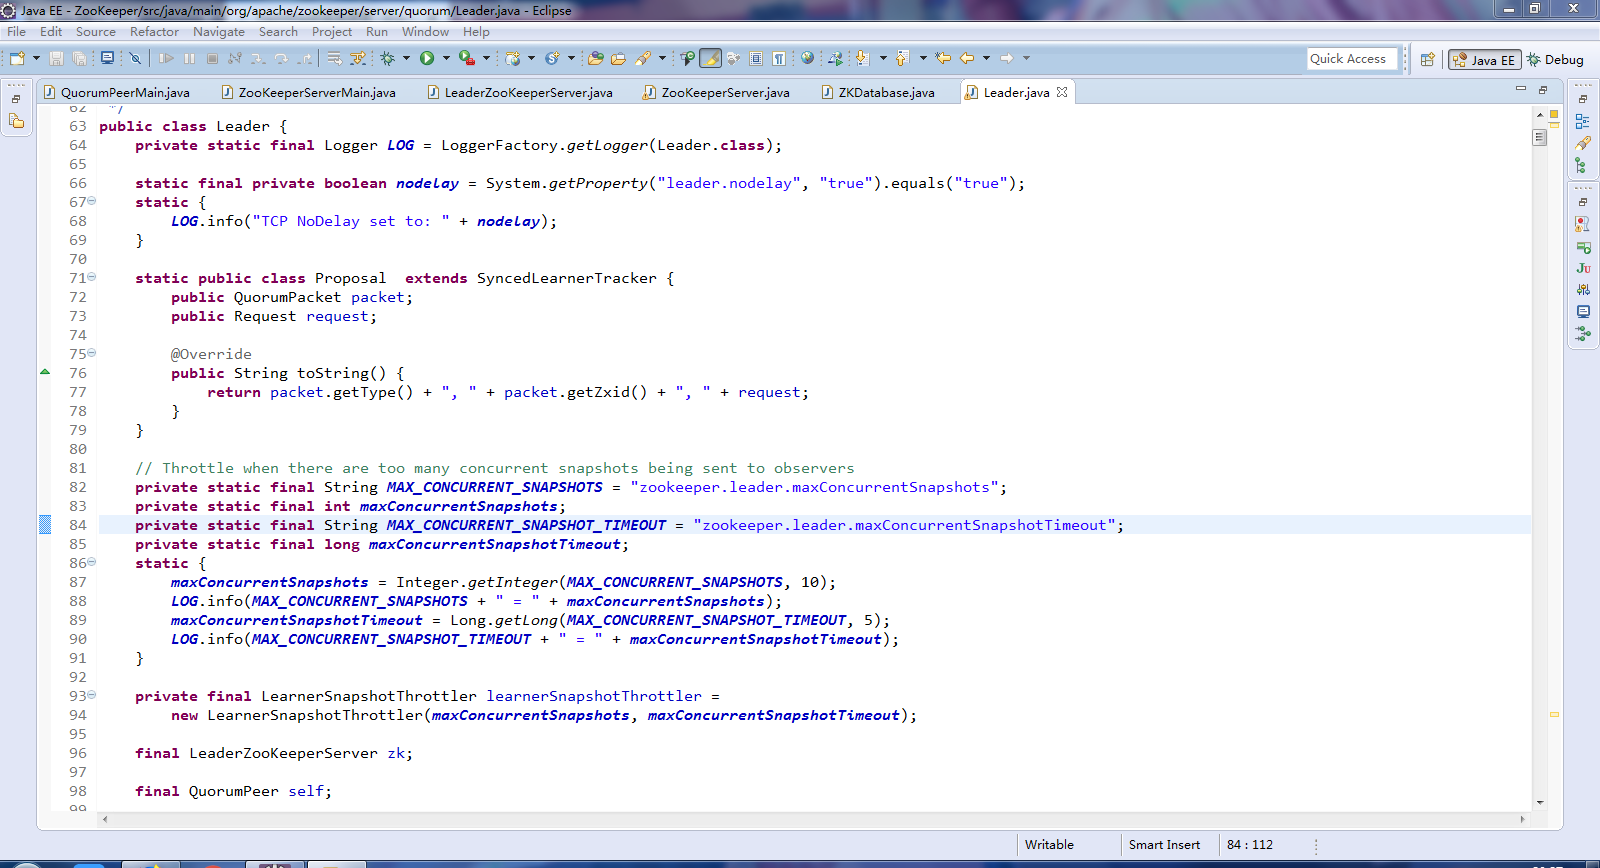 Java EE - ZooKeeper/src/java/main/org/apache/zookeeper/server/quorum/Leader.java - Eclipse
File Edit Source Refactor Navigate Search Project Run Window Help
Quick Access Java EE Debug
QuorumPeerMain.java ZooKeeperServerMain.java LeaderZooKeeperServer.java ZooKeeperServer.java ZKDatabase.java Leader.java
62 */
63 public class Leader {
64 private static final Logger LOG = LoggerFactory.getLogger(Leader.class);
65
66 static final private boolean nodelay = System.getProperty("leader.nodelay", "true").equals("true");
67 static {
68 LOG.info("TCP NoDelay set to: " + nodelay);
69 }
70
71 static public class Proposal  extends SyncedLearnerTracker {
72 public QuorumPacket packet;
73 public Request request;
74
75 @Override
76 public String toString() {
77 return packet.getType() + ", " + packet.getZxid() + ", " + request;
78 }
79 }
80
81 // Throttle when there are too many concurrent snapshots being sent to observers
82 private static final String MAX_CONCURRENT_SNAPSHOTS = "zookeeper.leader.maxConcurrentSnapshots";
83 private static final int maxConcurrentSnapshots;
84 private static final String MAX_CONCURRENT_SNAPSHOT_TIMEOUT = "zookeeper.leader.maxConcurrentSnapshotTimeout";
85 private static final long maxConcurrentSnapshotTimeout;
86 static {
87 maxConcurrentSnapshots = Integer.getInteger(MAX_CONCURRENT_SNAPSHOTS, 10);
88 LOG.info(MAX_CONCURRENT_SNAPSHOTS + " = " + maxConcurrentSnapshots);
89 maxConcurrentSnapshotTimeout = Long.getLong(MAX_CONCURRENT_SNAPSHOT_TIMEOUT, 5);
90 LOG.info(MAX_CONCURRENT_SNAPSHOT_TIMEOUT + " = " + maxConcurrentSnapshotTimeout);
91 }
92
93 private final LearnerSnapshotThrottler learnerSnapshotThrottler =
94 new LearnerSnapshotThrottler(maxConcurrentSnapshots, maxConcurrentSnapshotTimeout);
95
96 final LeaderZooKeeperServer zk;
97
98 final QuorumPeer self;
99
Writable Smart Insert 84 : 112